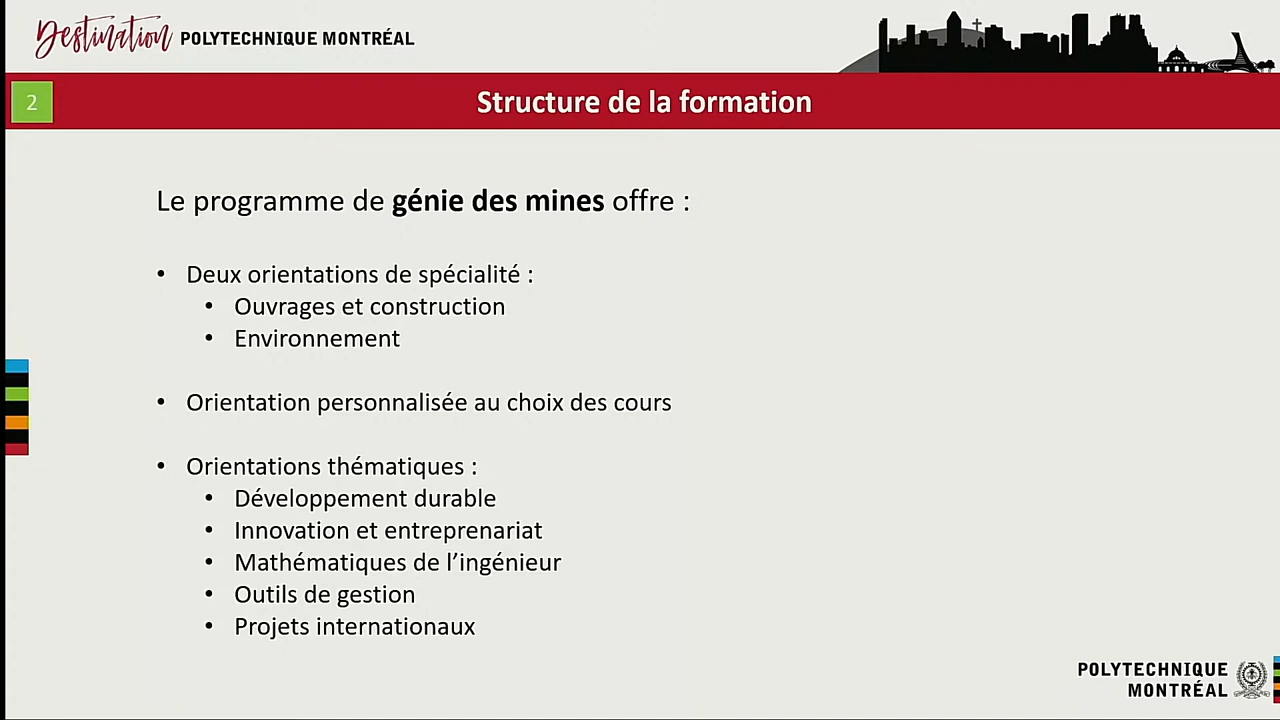 Destination POLYTECHNIQUE MONTRÉAL
2
Structure de la formation
Le programme de génie des mines offre :
• Deux orientations de spécialité :
• Ouvrages et construction
• Environnement
• Orientation personnalisée au choix des cours
• Orientations thématiques :
• Développement durable
• Innovation et entreprenariat
• Mathématiques de l’ingénieur
• Outils de gestion
• Projets internationaux
POLYTECHNIQUE
MONTRÉAL